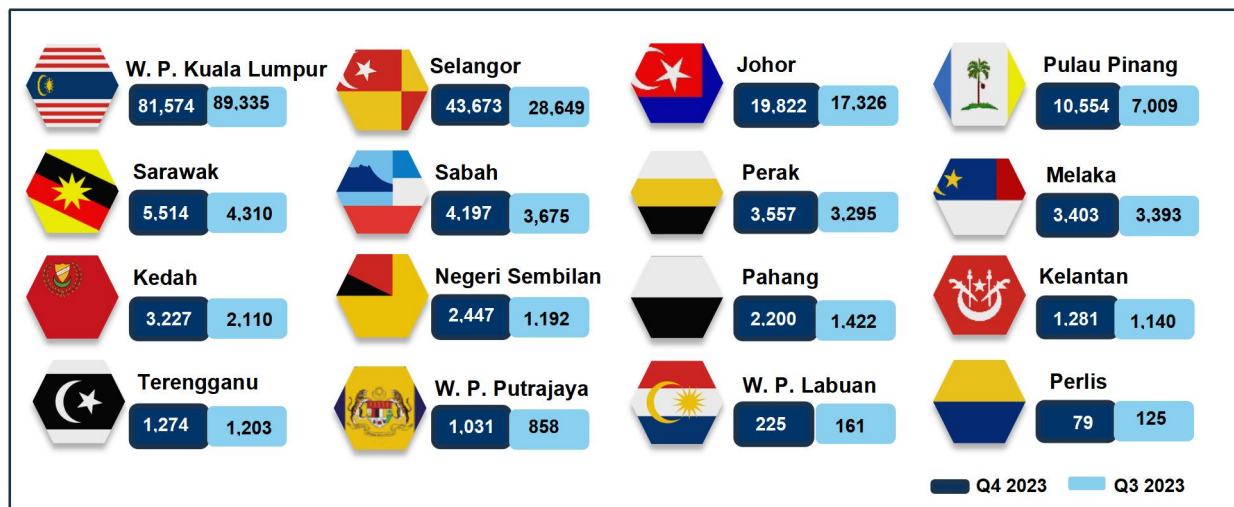 W. P. Kuala Lumpur
81,574 89,335
Selangor
43,673 28,649
Johor
19,822 17,326
Pulau Pinang
10,554 7,009
Sarawak
5,514 4,310
Sabah
4,197 3,675
Perak
3,557 3,295
Melaka
3,403 3,393
Kedah
3,227 2,110
Negeri Sembilan
2,447 1,192
Pahang
2,200 1,422
Kelantan
1,281 1,140
Terengganu
1,274 1,203
W. P. Putrajaya
1,031 858
W. P. Labuan
225 161
Perlis
79 125
Q4 2023 Q3 2023